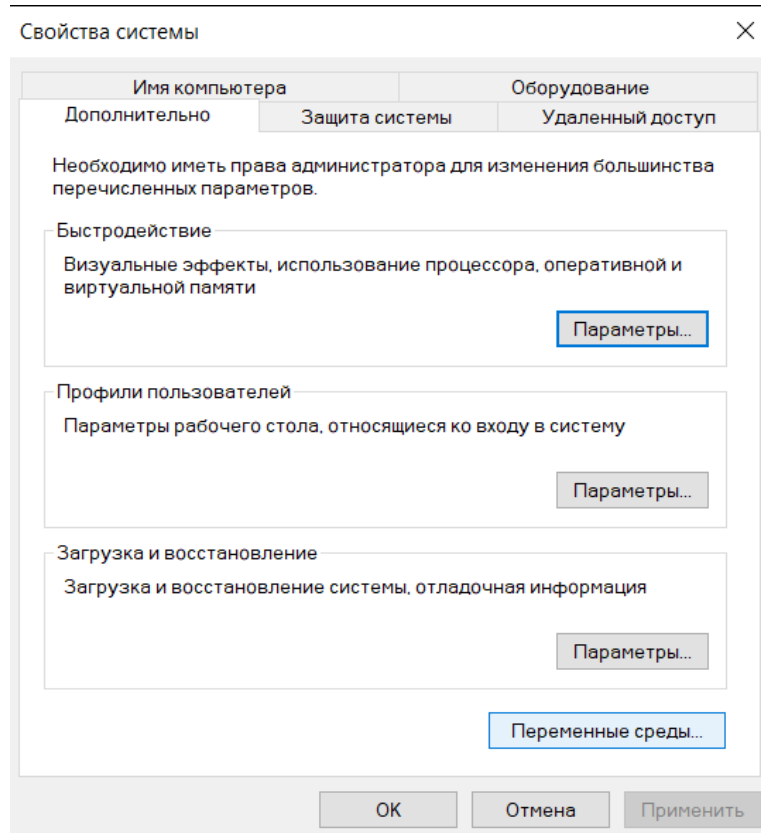 Свойства системы
Имя компьютера
Оборудование
Дополнительно
Защита системы
Удаленный доступ
Необходимо иметь права администратора для изменения большинства
перечисленных параметров.
Быстродействие
Визуальные эффекты, использование процессора, оперативной и
виртуальной памяти
Параметры...
Профили пользователей
Параметры рабочего стола, относящиеся ко входу в систему
Параметры...
Загрузка и восстановление
Загрузка и восстановление системы, отладочная информация
Параметры...
Переменные среды...
ОК
Отмена
Применить